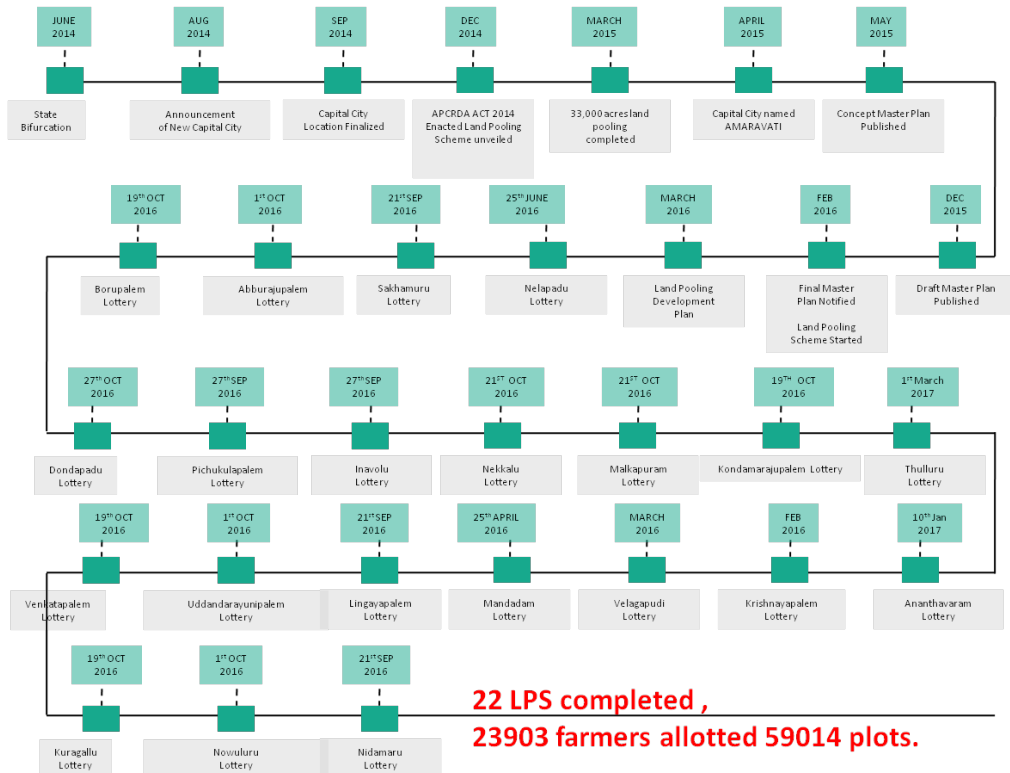 JUNE
2014
AUG
2014
SEP
2014
DEC
2014
MARCH
2015
APRIL
2015
MAY
2015
State
Bifurcation
Announcement
of New Capital City
Capital City
Location Finalized
APCRDA ACT 2014
Enacted Land Pooling
Scheme unveiled
33,000 acres land
pooling
completed
Capital City named
AMARAVATI
Concept Master Plan
Published
19th OCT
2016
1st OCT
2016
21st SEP
2016
25th JUNE
2016
MARCH
2016
FEB
2016
DEC
2015
Borupalem
Lottery
Abburajupalem
Lottery
Sakhamuru
Lottery
Nelapadu
Lottery
Land Pooling
Development
Plan
Final Master
Plan Notified
Land Pooling
Scheme Started
Draft Master Plan
Published
27th OCT
2016
27th SEP
2016
27th SEP
2016
21ST OCT
2016
21ST OCT
2016
19TH OCT
2016
1st March
2017
Dondapadu
Lottery
Pichukulapalem
Lottery
Inavolu
Lottery
Nekkalu
Lottery
Malkapuram
Lottery
Kondamarajupalem Lottery
Thulluru
Lottery
19th OCT
2016
1st OCT
2016
21st SEP
2016
25th APRIL
2016
MARCH
2016
FEB
2016
10th Jan
2017
Venkatapalem
Lottery
Uddandarayunipalem
Lottery
Lingayapalem
Lottery
Mandadam
Lottery
Velagapudi
Lottery
Krishnayapalem
Lottery
Ananthavaram
Lottery
19th OCT
2016
1st OCT
2016
21st SEP
2016
Kuragallu
Lottery
Nowuluru
Lottery
Nidamaru
Lottery
22 LPS completed ,
23903 farmers allotted 59014 plots.